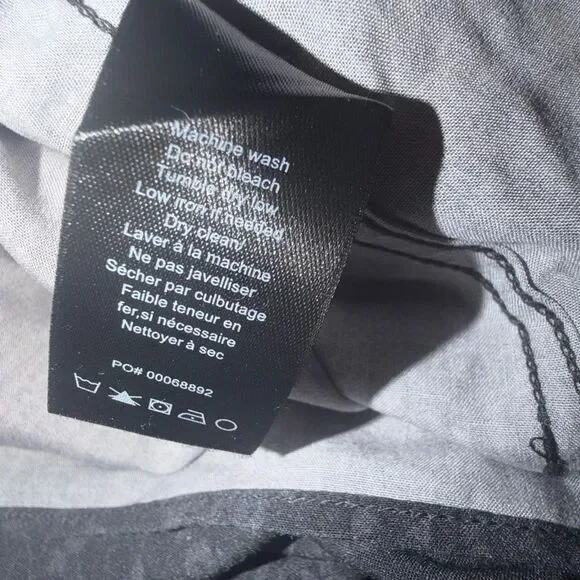 Machine wash
Do not bleach
Tumble dry low
Low iron if needed
Dry clean/
Laver à la machine
Ne pas javelliser
Sécher par culbutage
Faible teneur en
fer,si nécessaire
Nettoyer à sec
PO# 00068892